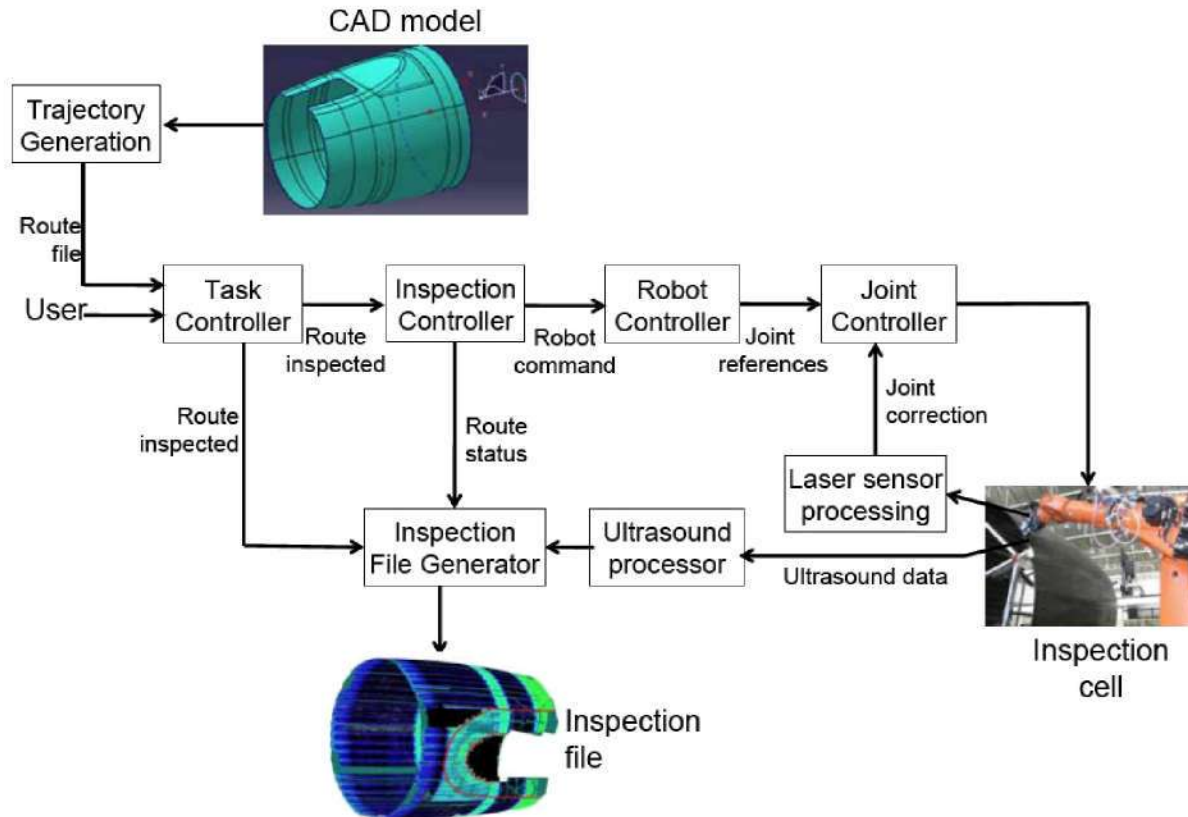 CAD model
Trajectory
Generation
Route
file
User
Task
Controller
Route
inspected
Inspection
Controller
Robot
command
Robot
Controller
Joint
references
Joint
Controller
Route
inspected
Route
status
Joint
correction
Laser sensor
processing
Inspection
File Generator
Ultrasound
processor
Ultrasound data
Inspection
cell
Inspection
file